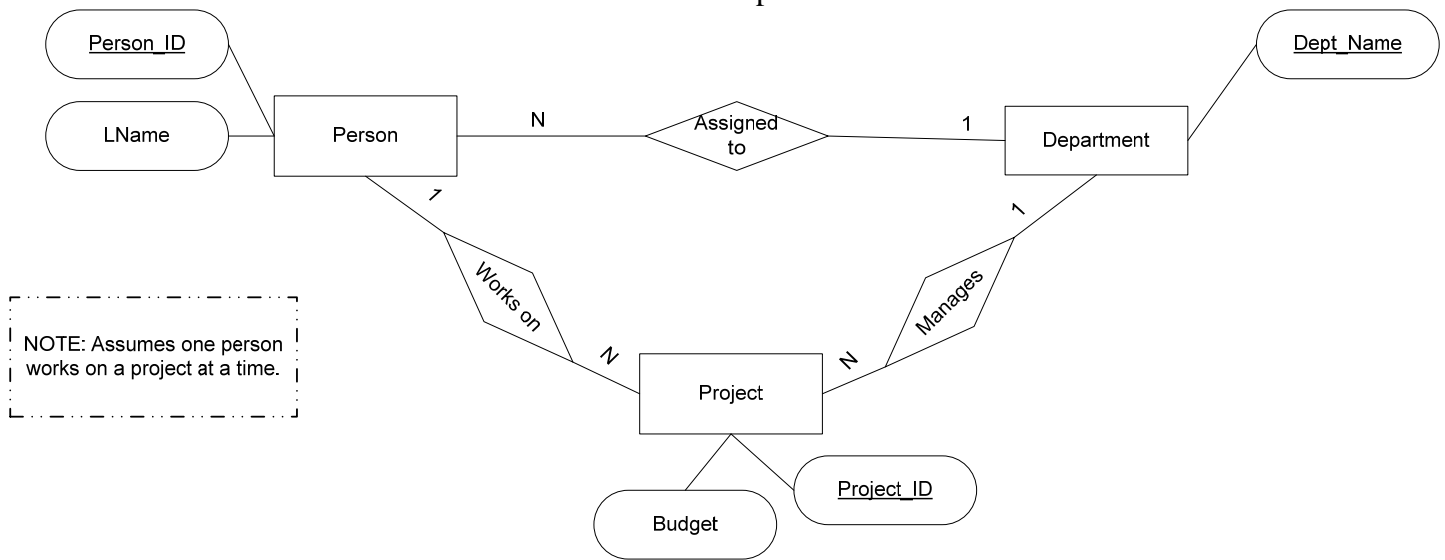 Person_ID
Dept_Name
LName
Person
N
Assigned
to
1
Department
1
1
Works on
Manages
NOTE: Assumes one person
works on a project at a time.
N
N
Project
Project_ID
Budget